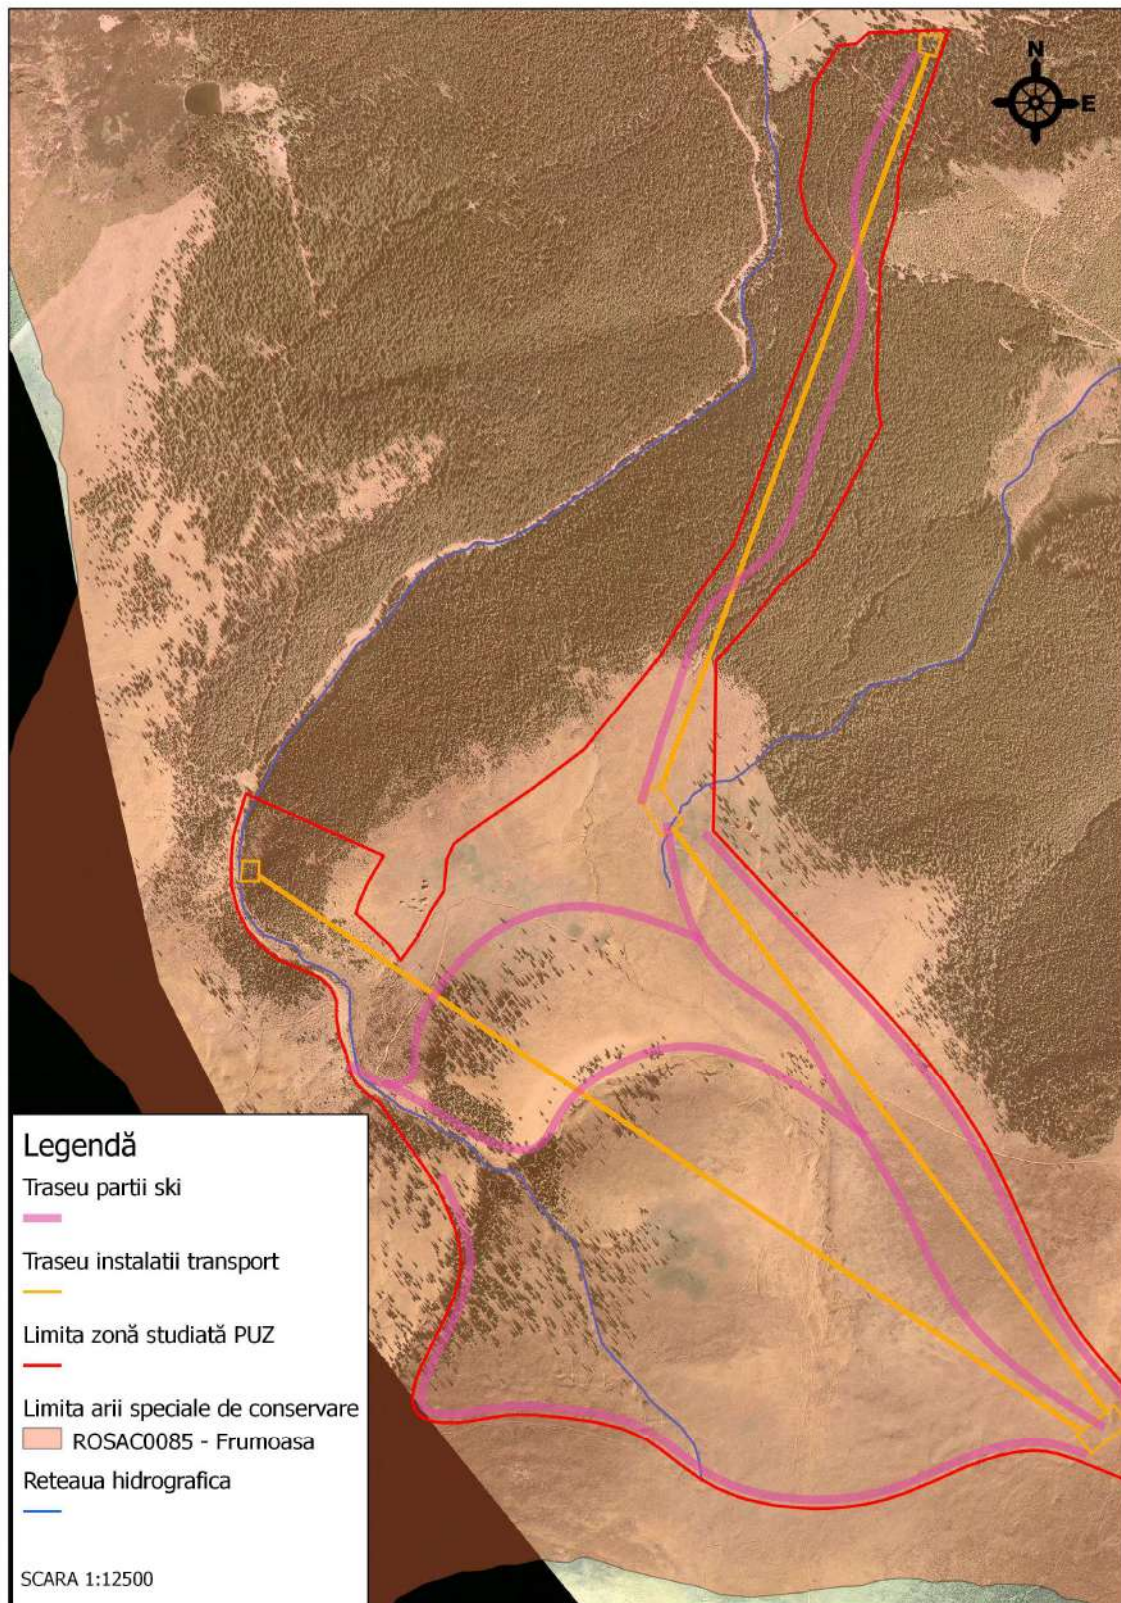 N
E
Legendă
Traseu partii ski
Traseu instalatii transport
Limita zonă studiată PUZ
Limita arii speciale de conservare
ROSAC0085 - Frumoasa
Reteaua hidrografica
SCARA 1:12500